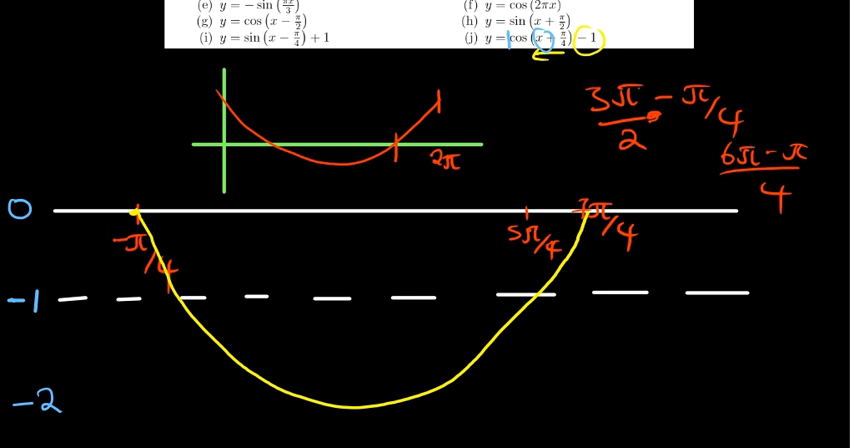 (e) y = − sin (πx/3)
(f) y = cos (2πx)
(g) y = cos (x − π/2)
(h) y = sin (x + π/2)
(i) y = sin (x − π/4) + 1
(j) y = cos (x + π/4) − 1
3π/2 - π/4
2π
6π - π/4
0
-π/4
5π/4
7π/4
-1
-2